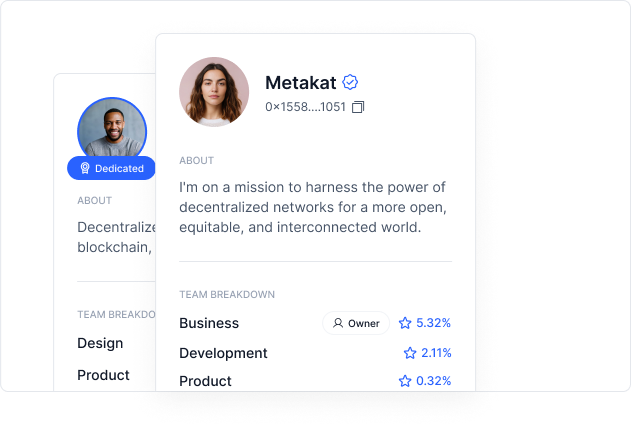 Metakat
0×1558....1051
ABOUT
I'm on a mission to harness the power of
decentralized networks for a more open,
equitable, and interconnected world.
TEAM BREAKDOWN
Business Owner 5.32%
Development 2.11%
Product 0.32%
Dedicated
ABOUT
Decentralize
blockchain,
TEAM BREAKDO
Design
Product